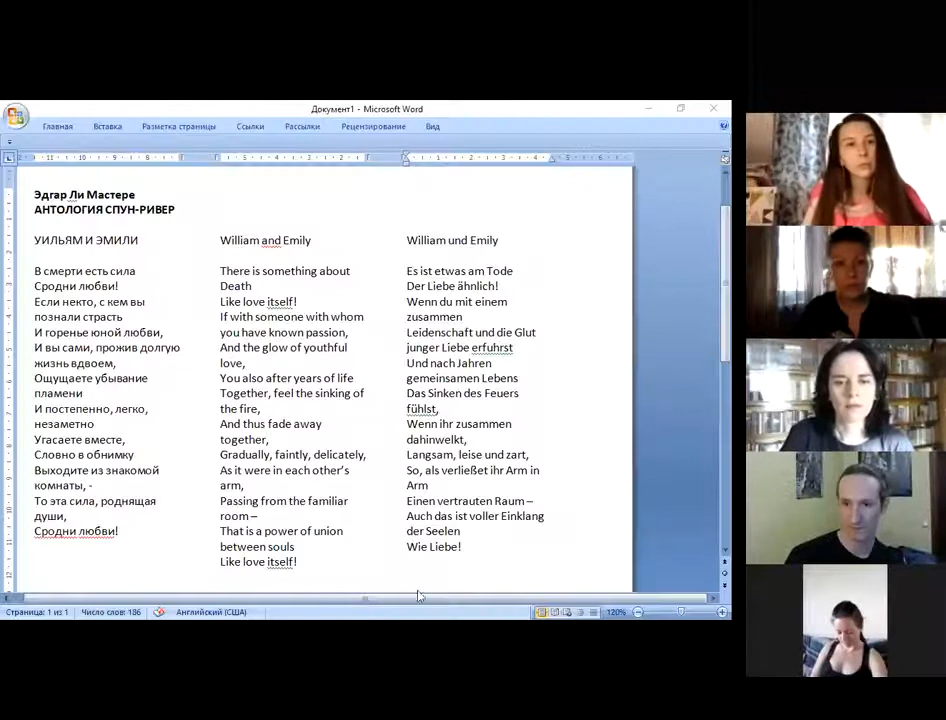 Документ1 - Microsoft Word
Главная Вставка Разметка страницы Ссылки Рассылки Рецензирование Вид
Эдгар Ли Мастерс
АНТОЛОГИЯ СПУН-РИВЕР
УИЛЬЯМ И ЭМИЛИ
В смерти есть сила
Сродни любви!
Если некто, с кем вы
познали страсть
И горенье юной любви,
И вы сами, прожив долгую
жизнь вдвоем,
Ощущаете убывание
пламени
И постепенно, легко,
незаметно
Угасаете вместе,
Словно в обнимку
Выходите из знакомой
комнаты, -
То эта сила, роднящая
души,
Сродни любви!
William and Emily
There is something about
Death
Like love itself!
If with someone with whom
you have known passion,
And the glow of youthful
love,
You also after years of life
Together, feel the sinking of
the fire,
And thus fade away
together,
Gradually, faintly, delicately,
As it were in each other's
arm,
Passing from the familiar
room –
That is a power of union
between souls
Like love itself!
William und Emily
Es ist etwas am Tode
Der Liebe ähnlich!
Wenn du mit einem
zusammen
Leidenschaft und die Glut
junger Liebe erfuhrst
Und nach Jahren
gemeinsamen Lebens
Das Sinken des Feuers
fühlst,
Wenn ihr zusammen
dahinwelkt,
Langsam, leise und zart,
So, als verließet ihr Arm in
Arm
Einen vertrauten Raum –
Auch das ist voller Einklang
der Seelen
Wie Liebe!
Страница: 1 из 1 Число слов: 186 Английский (США) 120%